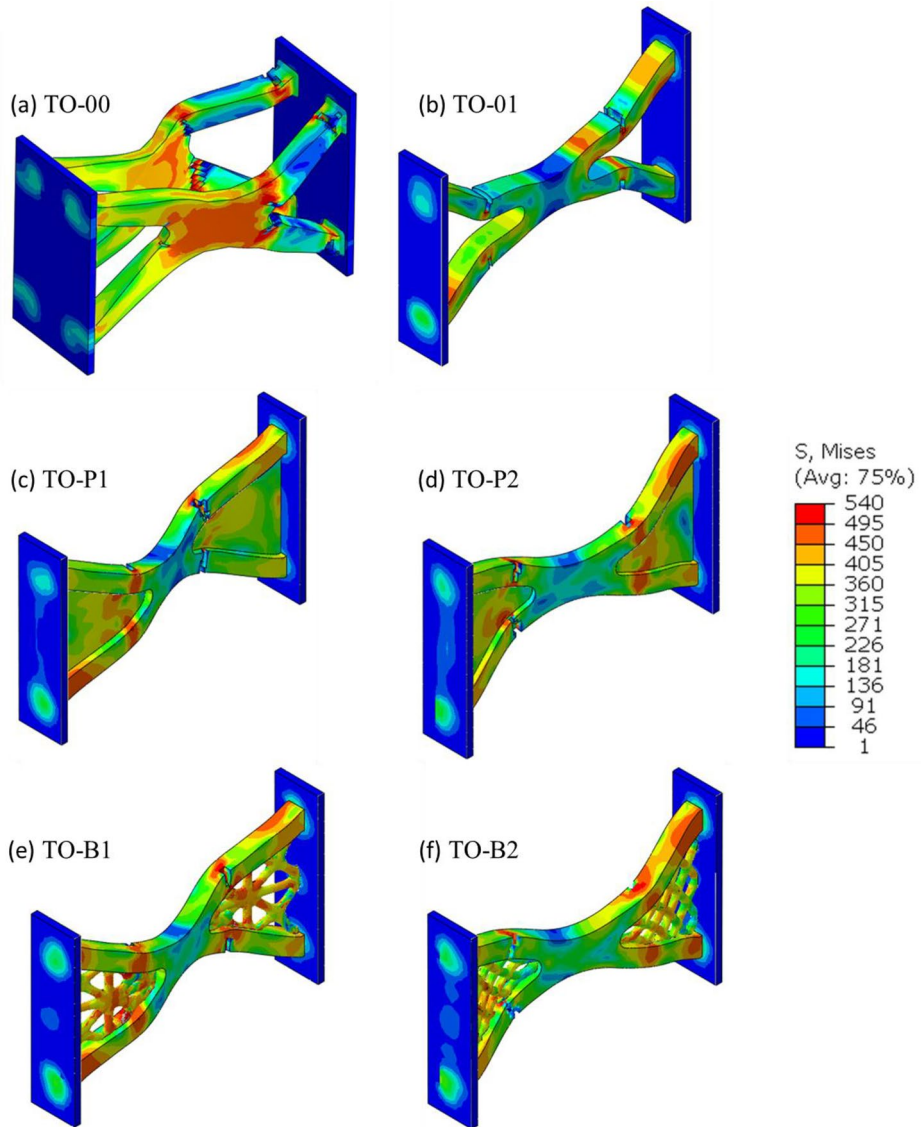 (a) TO-00
(b) TO-01
(c) TO-P1
(d) TO-P2
S, Mises
(Avg: 75%)
540
495
450
405
360
315
271
226
181
136
91
46
1
(e) TO-B1
(f) TO-B2